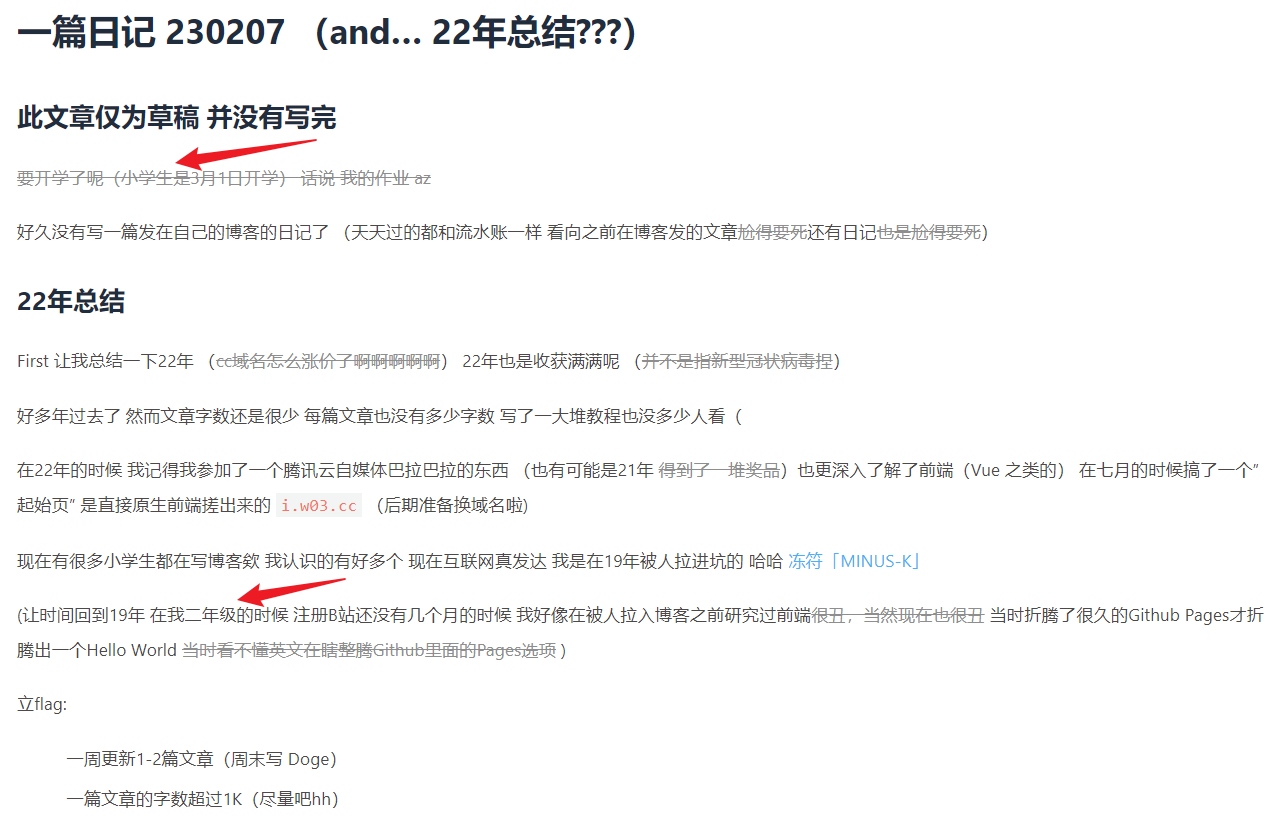 一篇日记 230207 （and… 22年总结???）
此文章仅为草稿 并没有写完
要开学了呢（小学生是3月1日开学） 话说 我的作业 az
好久没有写一篇发在自己的博客的日记了 （天天过的都和流水账一样 看向之前在博客发的文章尬得要死还有日记也是尬得要死）
22年总结
First 让我总结一下22年 （cc域名怎么涨价了啊啊啊啊啊） 22年也是收获满满呢 （并不是指新型冠状病毒捏）
好多年过去了 然而文章字数还是很少 每篇文章也没有多少字数 写了一大堆教程也没多少人看（
在22年的时候 我记得我参加了一个腾讯云自媒体巴拉巴拉的东西 （也有可能是21年 得到了一堆奖品）也更深入了解了前端（Vue 之类的） 在七月的时候搞了一个”
起始页” 是直接原生前端搓出来的 i.w03.cc （后期准备换域名啦)
现在有很多小学生都在写博客欸 我认识的有好多个 现在互联网真发达 我是在19年被人拉进坑的 哈哈 冻符「MINUS-K」
(让时间回到19年 在我二年级的时候 注册B站还没有几个月的时候 我好像在被人拉入博客之前研究过前端很丑，当然现在也很丑 当时折腾了很久的Github Pages才折
腾出一个Hello World 当时看不懂英文在瞎整腾Github里面的Pages选项 )
立flag:
一周更新1-2篇文章（周末写 Doge）
一篇文章的字数超过1K（尽量吧hh）